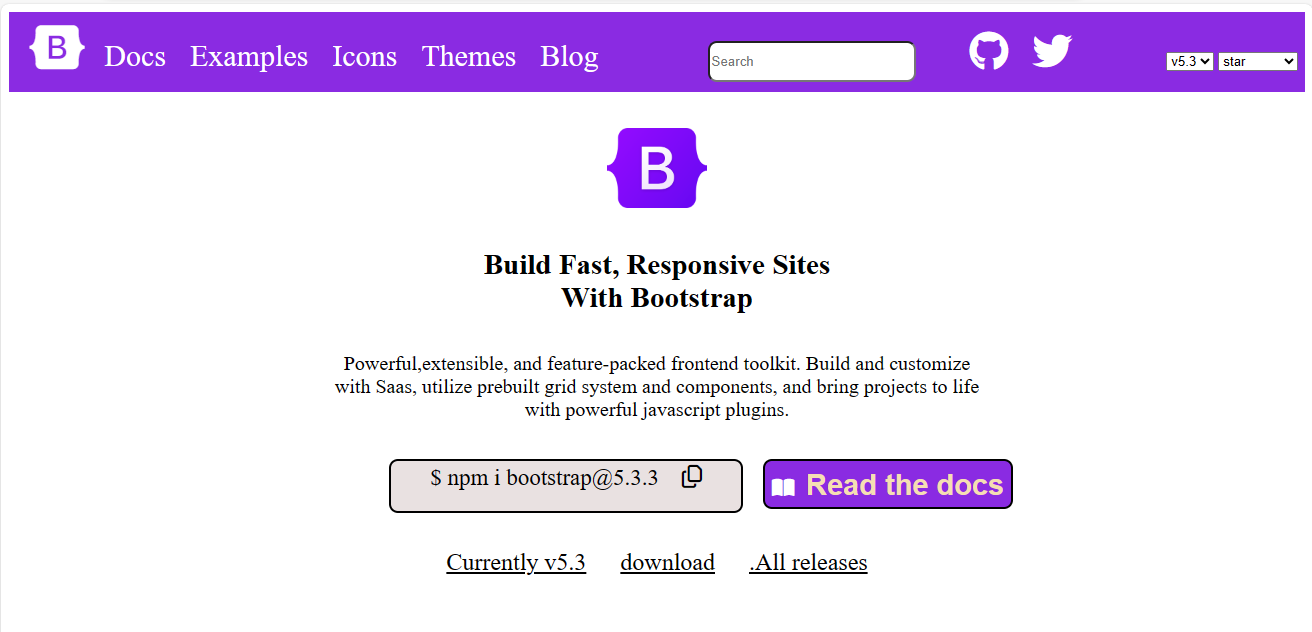 B Docs Examples Icons Themes Blog Search v5.3 star
B
Build Fast, Responsive Sites
With Bootstrap
Powerful,extensible, and feature-packed frontend toolkit. Build and customize
with Saas, utilize prebuilt grid system and components, and bring projects to life
with powerful javascript plugins.
$ npm i bootstrap@5.3.3 Read the docs
Currently v5.3 download .All releases